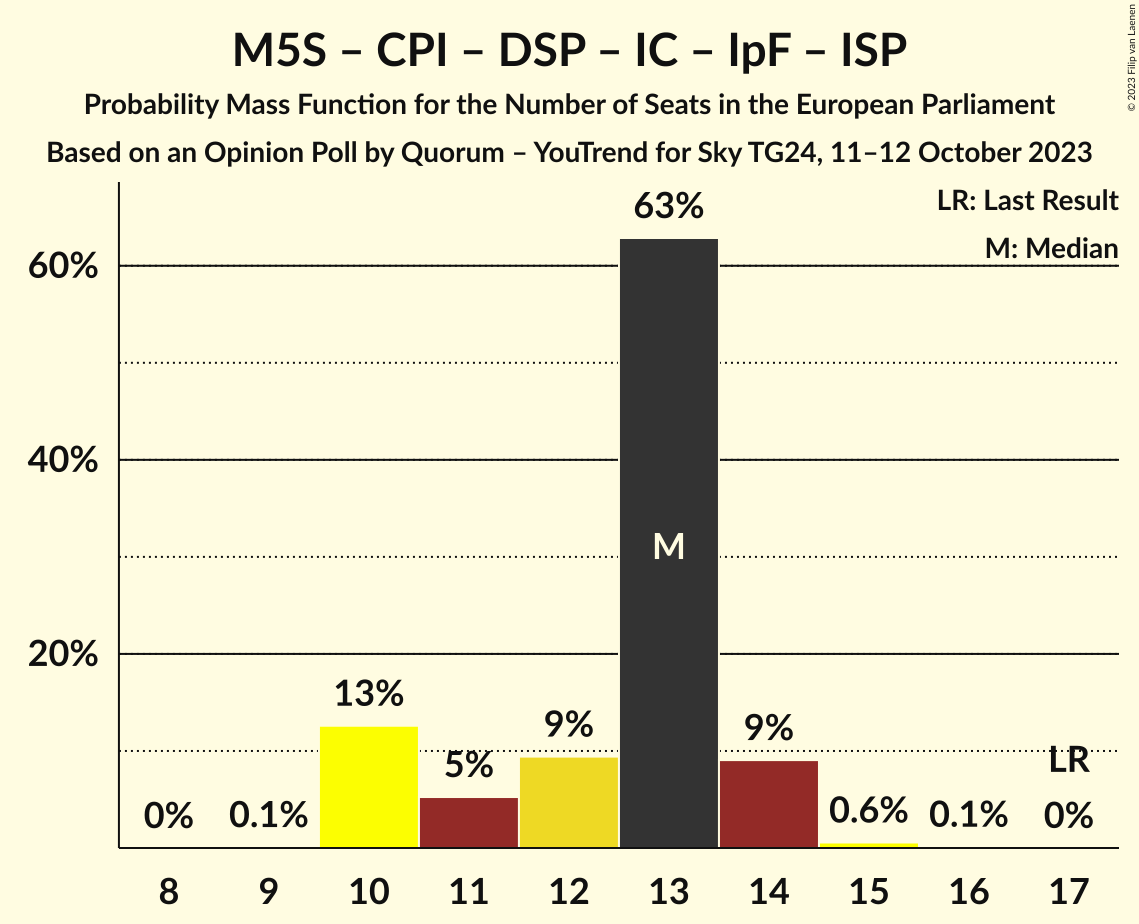 M5S – CPI – DSP – IC – IpF – ISP
Probability Mass Function for the Number of Seats in the European Parliament
Based on an Opinion Poll by Quorum – YouTrend for Sky TG24, 11–12 October 2023
© 2023 Filip van Laenen
LR: Last Result
M: Median
60%
40%
20%
0%
0.1%
13%
5%
9%
63%
M
9%
0.6%
0.1%
LR
0%
8 9 10 11 12 13 14 15 16 17